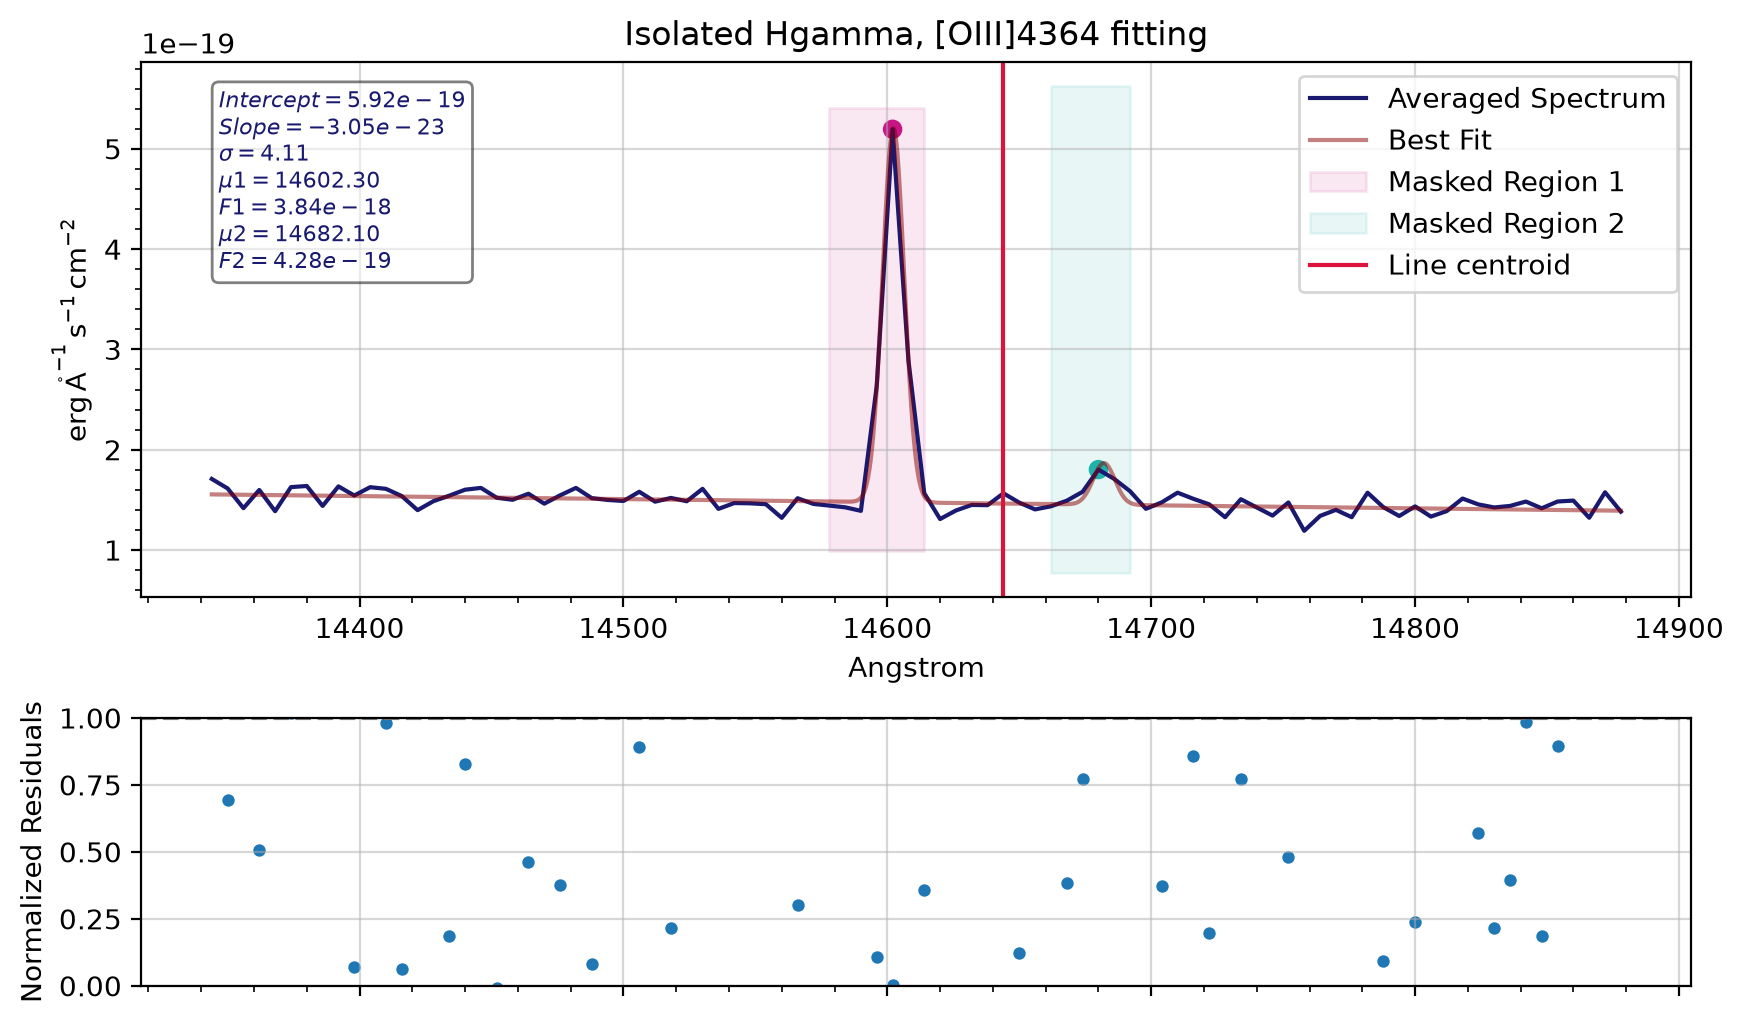 Isolated Hgamma, [OIII]4364 fitting
1e−19
Intercept = 5.92e − 19
Slope = −3.05e − 23
σ = 4.11
μ1 = 14602.30
F1 = 3.84e − 18
μ2 = 14682.10
F2 = 4.28e − 19
Averaged Spectrum
Best Fit
Masked Region 1
Masked Region 2
Line centroid
5
4
3
2
1
erg Å⁻¹ s⁻¹ cm⁻²
14400 14500 14600 14700 14800 14900
Angstrom
1.00
0.75
0.50
0.25
0.00
Normalized Residuals